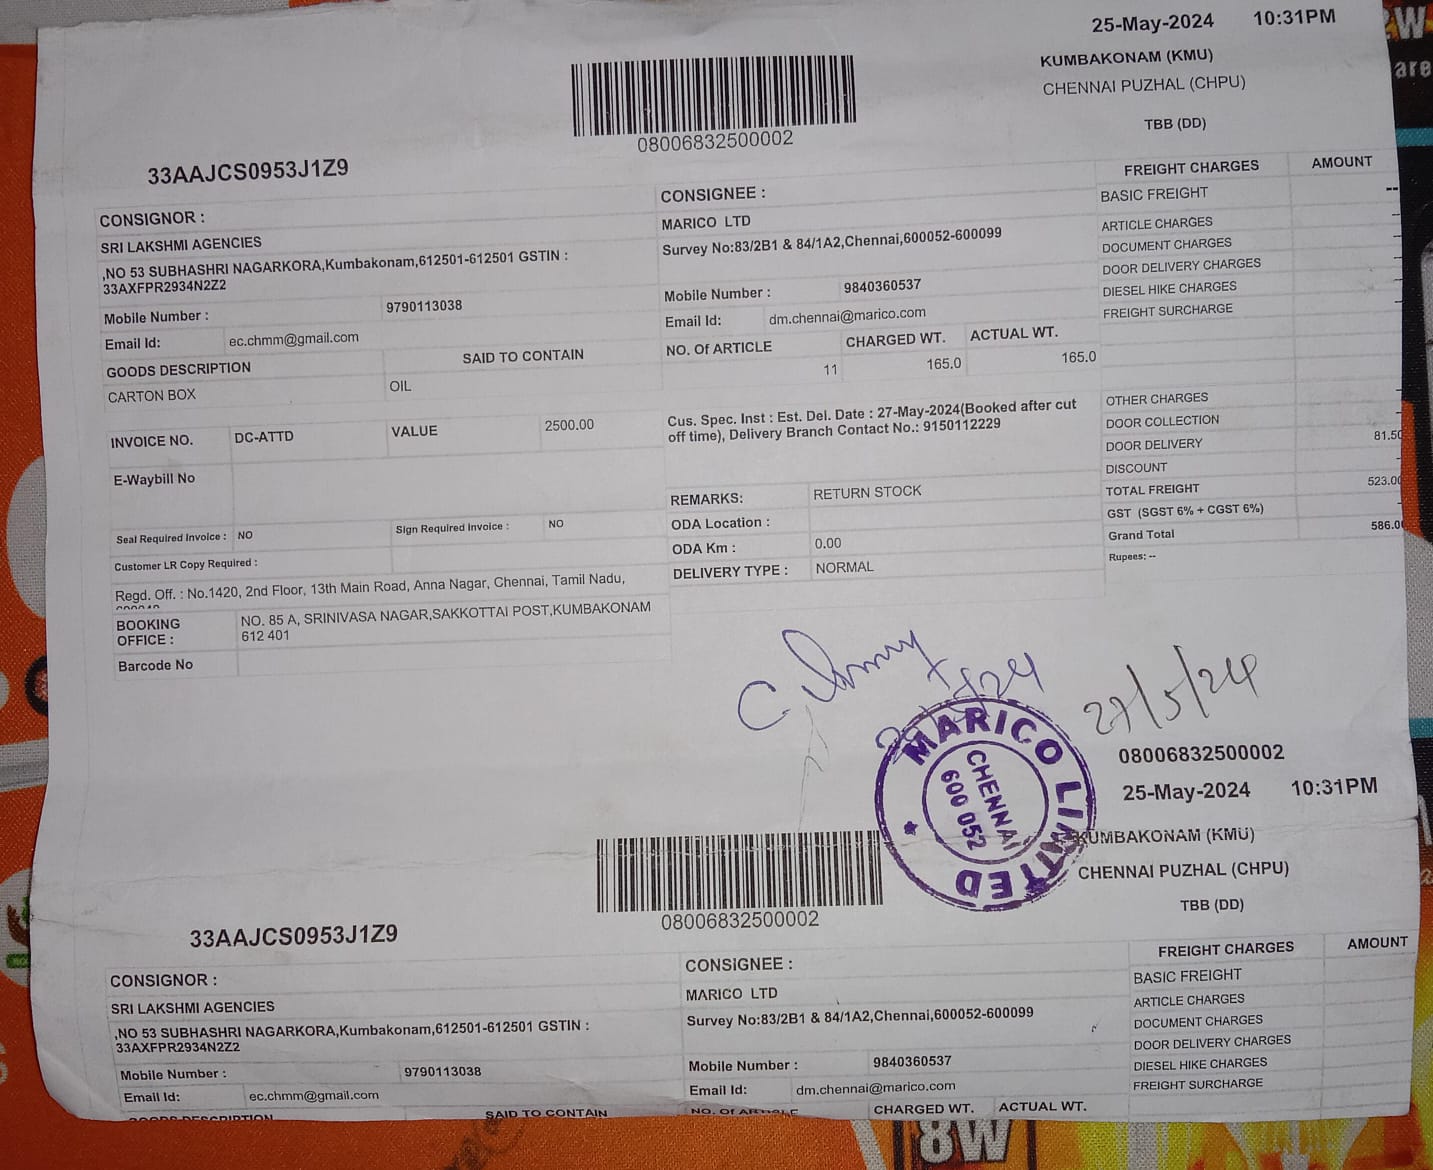 25-May-2024 10:31PM
KUMBAKONAM (KMU)
CHENNAI PUZHAL (CHPU)
TBB (DD)
08006832500002
33AAJCS0953J1Z9
CONSIGNOR :
SRI LAKSHMI AGENCIES
,NO 53 SUBHASHRI NAGARKORA,Kumbakonam,612501-612501 GSTIN :
33AXFPR2934N2Z2
Mobile Number : 9790113038
Email Id: ec.chmm@gmail.com
GOODS DESCRIPTION SAID TO CONTAIN
CARTON BOX OIL
INVOICE NO. DC-ATTD VALUE 2500.00
E-Waybill No
Seal Required Invoice : NO Sign Required Invoice : NO
Customer LR Copy Required :
Regd. Off. : No.1420, 2nd Floor, 13th Main Road, Anna Nagar, Chennai, Tamil Nadu,
BOOKING OFFICE : NO. 85 A, SRINIVASA NAGAR,SAKKOTTAI POST,KUMBAKONAM
612 401
Barcode No
CONSIGNEE :
MARICO LTD
Survey No:83/2B1 & 84/1A2,Chennai,600052-600099
Mobile Number : 9840360537
Email Id: dm.chennai@marico.com
NO. Of ARTICLE CHARGED WT. ACTUAL WT.
11 165.0 165.0
Cus. Spec. Inst : Est. Del. Date : 27-May-2024(Booked after cut
off time), Delivery Branch Contact No.: 9150112229
REMARKS: RETURN STOCK
ODA Location :
ODA Km : 0.00
DELIVERY TYPE : NORMAL
FREIGHT CHARGES AMOUNT
BASIC FREIGHT --
ARTICLE CHARGES
DOCUMENT CHARGES
DOOR DELIVERY CHARGES
DIESEL HIKE CHARGES
FREIGHT SURCHARGE
OTHER CHARGES
DOOR COLLECTION
DOOR DELIVERY 81.50
DISCOUNT
TOTAL FREIGHT 523.00
GST (SGST 6% + CGST 6%)
Grand Total 586.00
Rupees: --
27/5/24
MARICO LIMITED
CHENNAI
600 052
08006832500002
25-May-2024 10:31PM
KUMBAKONAM (KMU)
CHENNAI PUZHAL (CHPU)
TBB (DD)
08006832500002
33AAJCS0953J1Z9
CONSIGNOR :
SRI LAKSHMI AGENCIES
,NO 53 SUBHASHRI NAGARKORA,Kumbakonam,612501-612501 GSTIN :
33AXFPR2934N2Z2
Mobile Number : 9790113038
Email Id: ec.chmm@gmail.com
GOODS DESCRIPTION SAID TO CONTAIN
CONSIGNEE :
MARICO LTD
Survey No:83/2B1 & 84/1A2,Chennai,600052-600099
Mobile Number : 9840360537
Email Id: dm.chennai@marico.com
NO. Of ARTICLE CHARGED WT. ACTUAL WT.
FREIGHT CHARGES AMOUNT
BASIC FREIGHT
ARTICLE CHARGES
DOCUMENT CHARGES
DOOR DELIVERY CHARGES
DIESEL HIKE CHARGES
FREIGHT SURCHARGE
8W